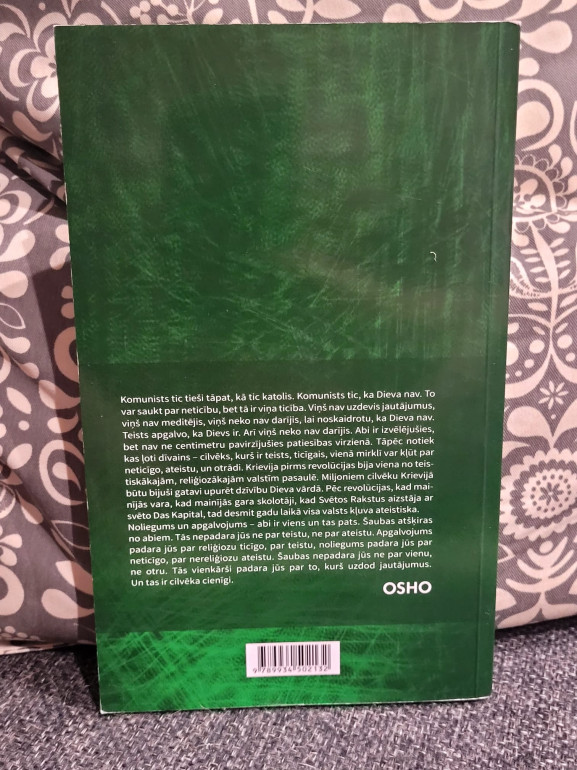 Komunists tic tieši tāpat, kā tic katolis. Komunists tic, ka Dieva nav. To
var saukt par neticību, bet tā ir viņa ticība. Viņš nav uzdevis jautājumus,
viņš nav meditējis, viņš neko nav darījis, lai noskaidrotu, ka Dieva nav.
Teists apgalvo, ka Dievs ir. Arī viņš neko nav darījis. Abi ir izvēlējušies,
bet nav ne centimetru pavirzījušies patiesības virzienā. Tāpēc notiek
kas ļoti dīvains – cilvēks, kurš ir teists, ticīgais, vienā mirklī var kļūt par
neticīgo, ateistu, un otrādi. Krievija pirms revolūcijas bija viena no teis-
tiskākajām, reliģiozākajām valstīm pasaulē. Miljoniem cilvēku Krievijā
būtu bijuši gatavi upurēt dzīvību Dieva vārdā. Pēc revolūcijas, kad mai-
nījās vara, kad mainījās gara skolotāji, kad Svētos Rakstus aizstāja ar
svēto Das Kapital, tad desmit gadu laikā visa valsts kļuva ateistiska.
Noliegums un apgalvojums – abi ir viens un tas pats. Šaubas atšķiras
no abiem. Tās nepadara jūs ne par teistu, ne par ateistu. Apgalvojums
padara jūs par reliģiozu ticīgo, par teistu, noliegums padara jūs par
neticīgo, par nereliģiozu ateistu. Šaubas nepadara jūs ne par vienu,
ne otru. Tās vienkārši padara jūs par to, kurš uzdod jautājumus.
Un tas ir cilvēka cienīgi.
OSHO
9789934502132